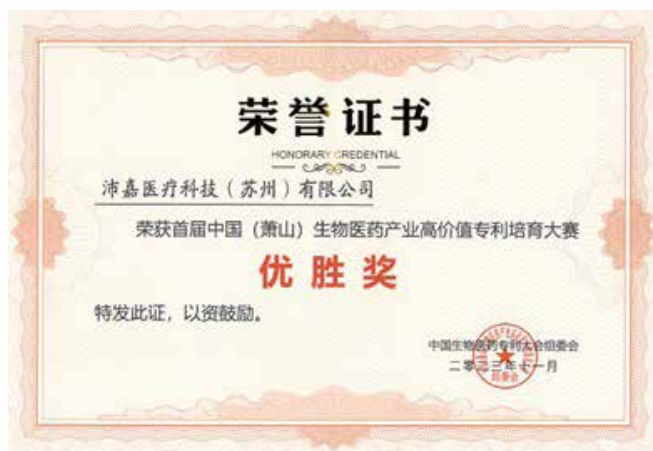 荣誉证书
HONORARY CREDENTIAL
沛嘉医疗科技（苏州）有限公司
荣获首届中国（萧山）生物医药产业高价值专利培育大赛
优胜奖
特发此证，以资鼓励。
中国生物医药专利大会组委会
二零二三年十一月
组委会